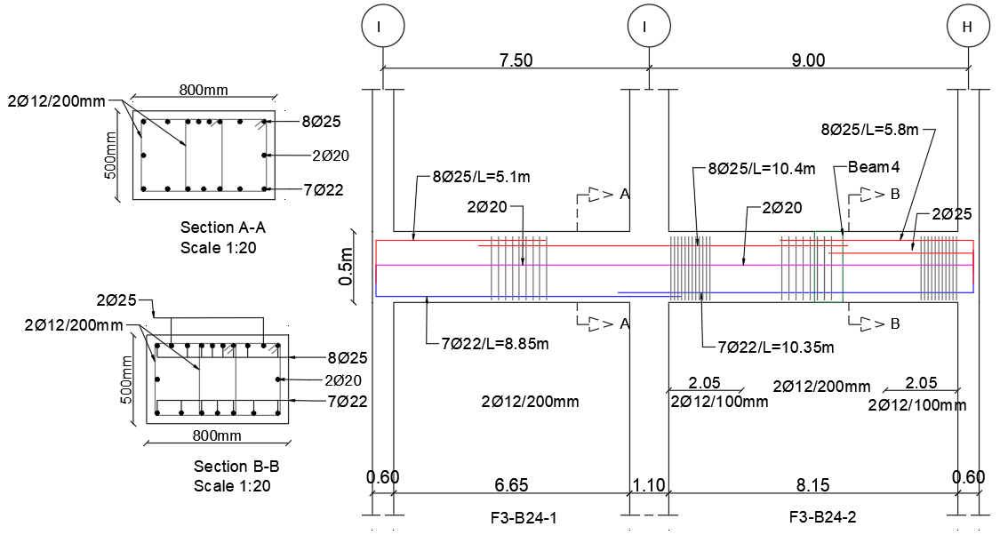 I
I
H
7.50
9.00
800mm
2Ø12/200mm
500mm
8Ø25
2Ø20
7Ø22
Section A-A
Scale 1:20
8Ø25/L=5.8m
8Ø25/L=10.4m
Beam4
8Ø25/L=5.1m
2Ø20
A
2Ø20
B
2Ø25
0.5m
A
B
7Ø22/L=8.85m
7Ø22/L=10.35m
2Ø25
2Ø12/200mm
500mm
8Ø25
2Ø20
7Ø22
800mm
Section B-B
Scale 1:20
2Ø12/200mm
2.05
2Ø12/100mm
2Ø12/200mm
2.05
2Ø12/100mm
0.60
6.65
1.10
8.15
0.60
F3-B24-1
F3-B24-2